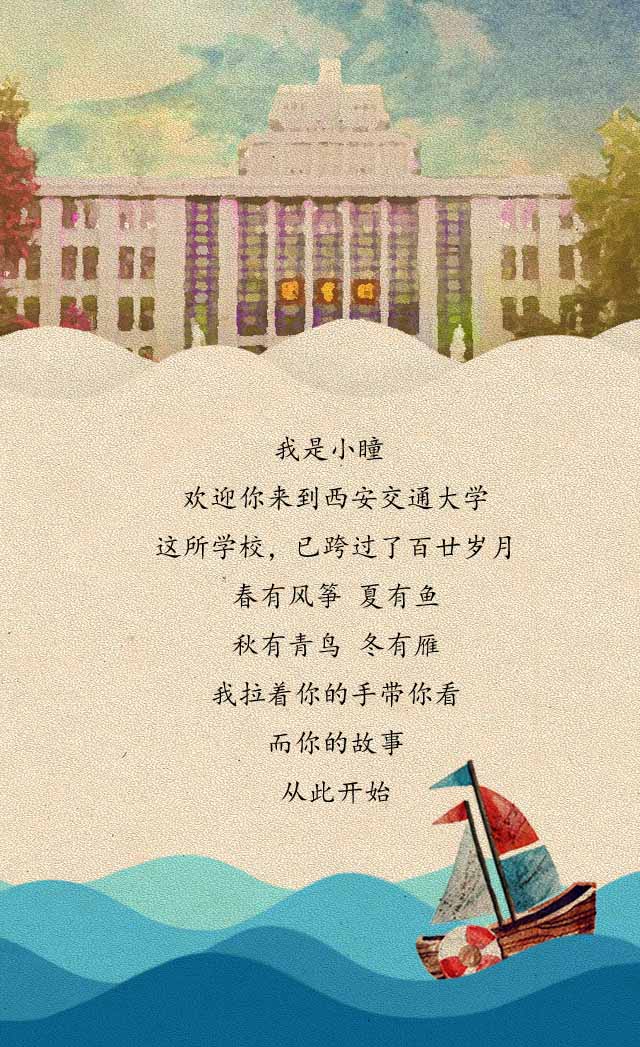 我是小瞳
欢迎你来到西安交通大学
这所学校，已跨过了百廿岁月
春有风筝 夏有鱼
秋有青鸟 冬有雁
我拉着你的手带你看
而你的故事
从此开始